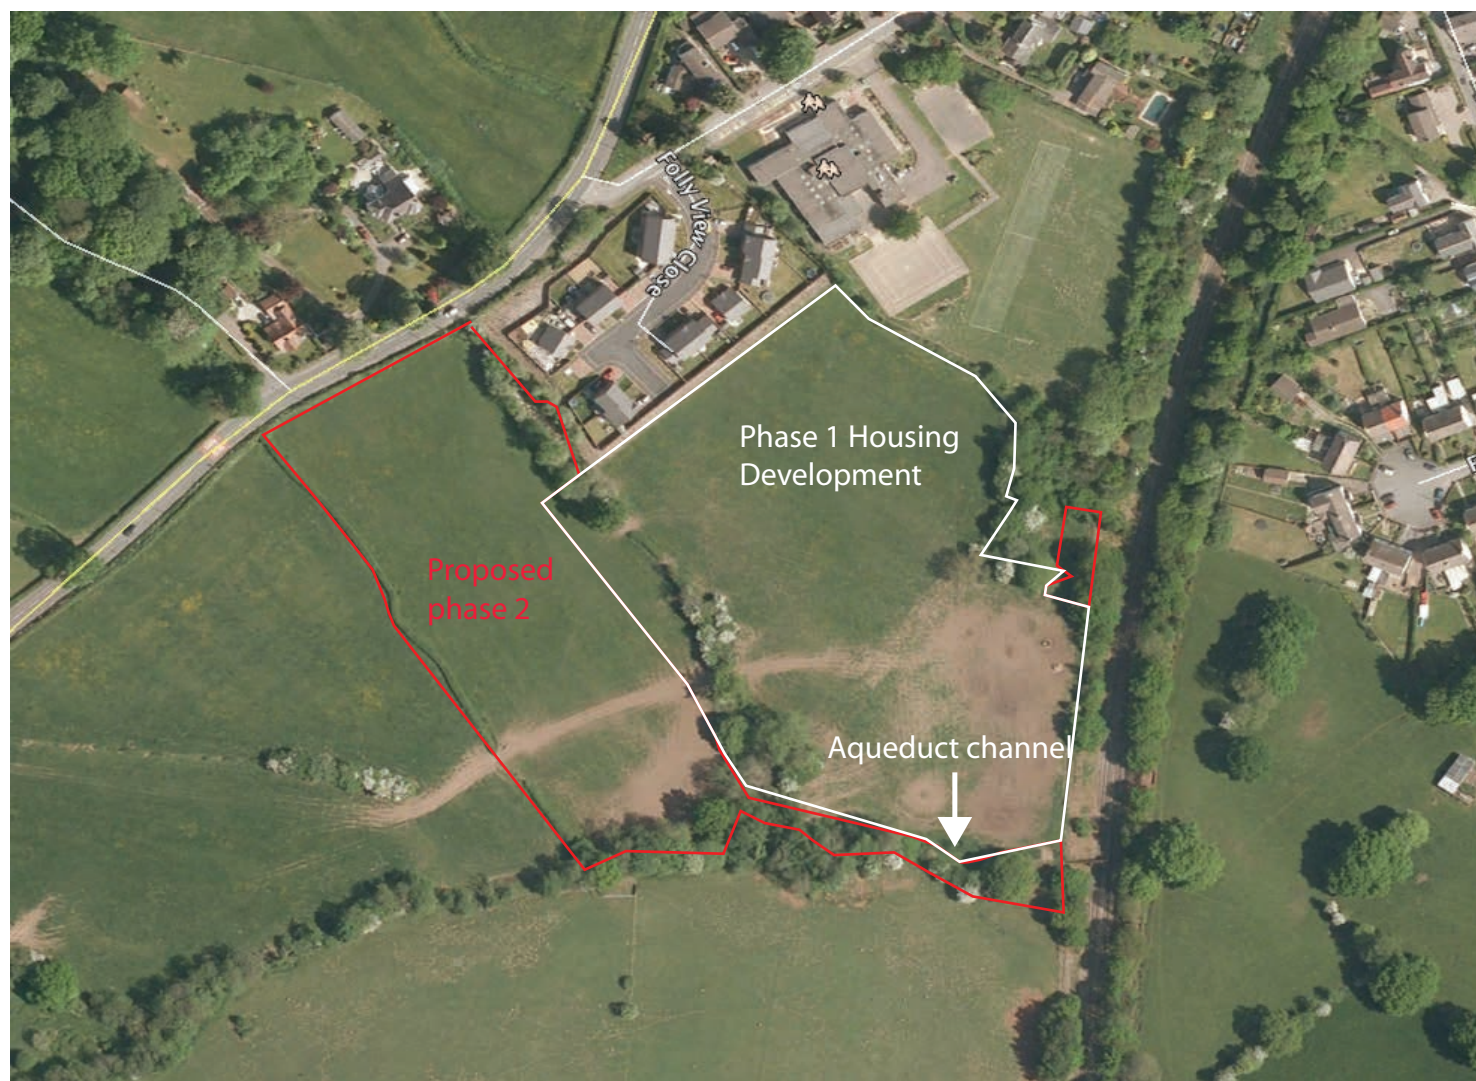 Folly View Close
Phase 1 Housing
Development
Proposed
phase 2
Aqueduct channel